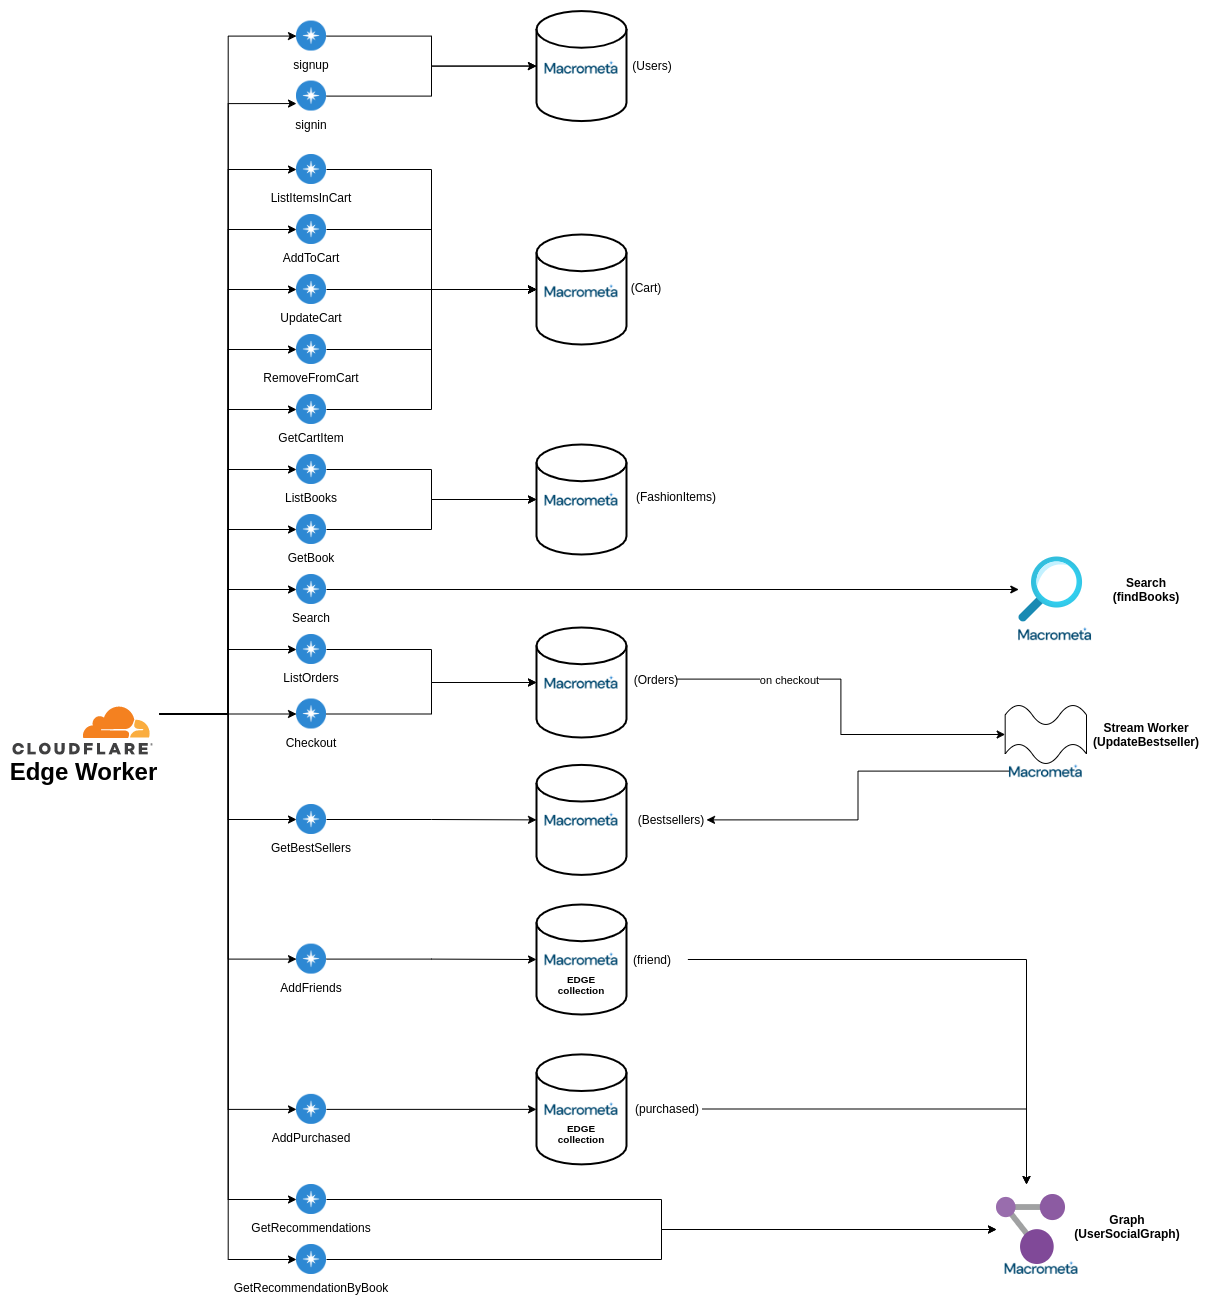 signup
Macrometa
(Users)
signin
ListItemsInCart
AddToCart
Macrometa
(Cart)
UpdateCart
RemoveFromCart
GetCartItem
ListBooks
Macrometa
(FashionItems)
GetBook
Search
Search
(findBooks)
Macrometa
ListOrders
Macrometa
(Orders)
on checkout
Checkout
CLOUDFLARE
Edge Worker
Stream Worker
(UpdateBestseller)
Macrometa
GetBestSellers
Macrometa
(Bestsellers)
AddFriends
Macrometa
EDGE
collection
(friend)
AddPurchased
Macrometa
EDGE
collection
(purchased)
GetRecommendations
Graph
(UserSocialGraph)
Macrometa
GetRecommendationByBook